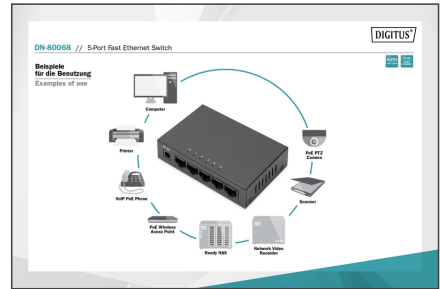 DIGITUS®
DN-80068 // 5-Port Fast Ethernet Switch
Beispiele
für die Benutzung
Examples of use
Computer
Printer
PoE PTZ
Camera
VoIP PoE Phone
Scanner
PoE Wireless
Acess Point
Ready NAS
Network Video
Recorder